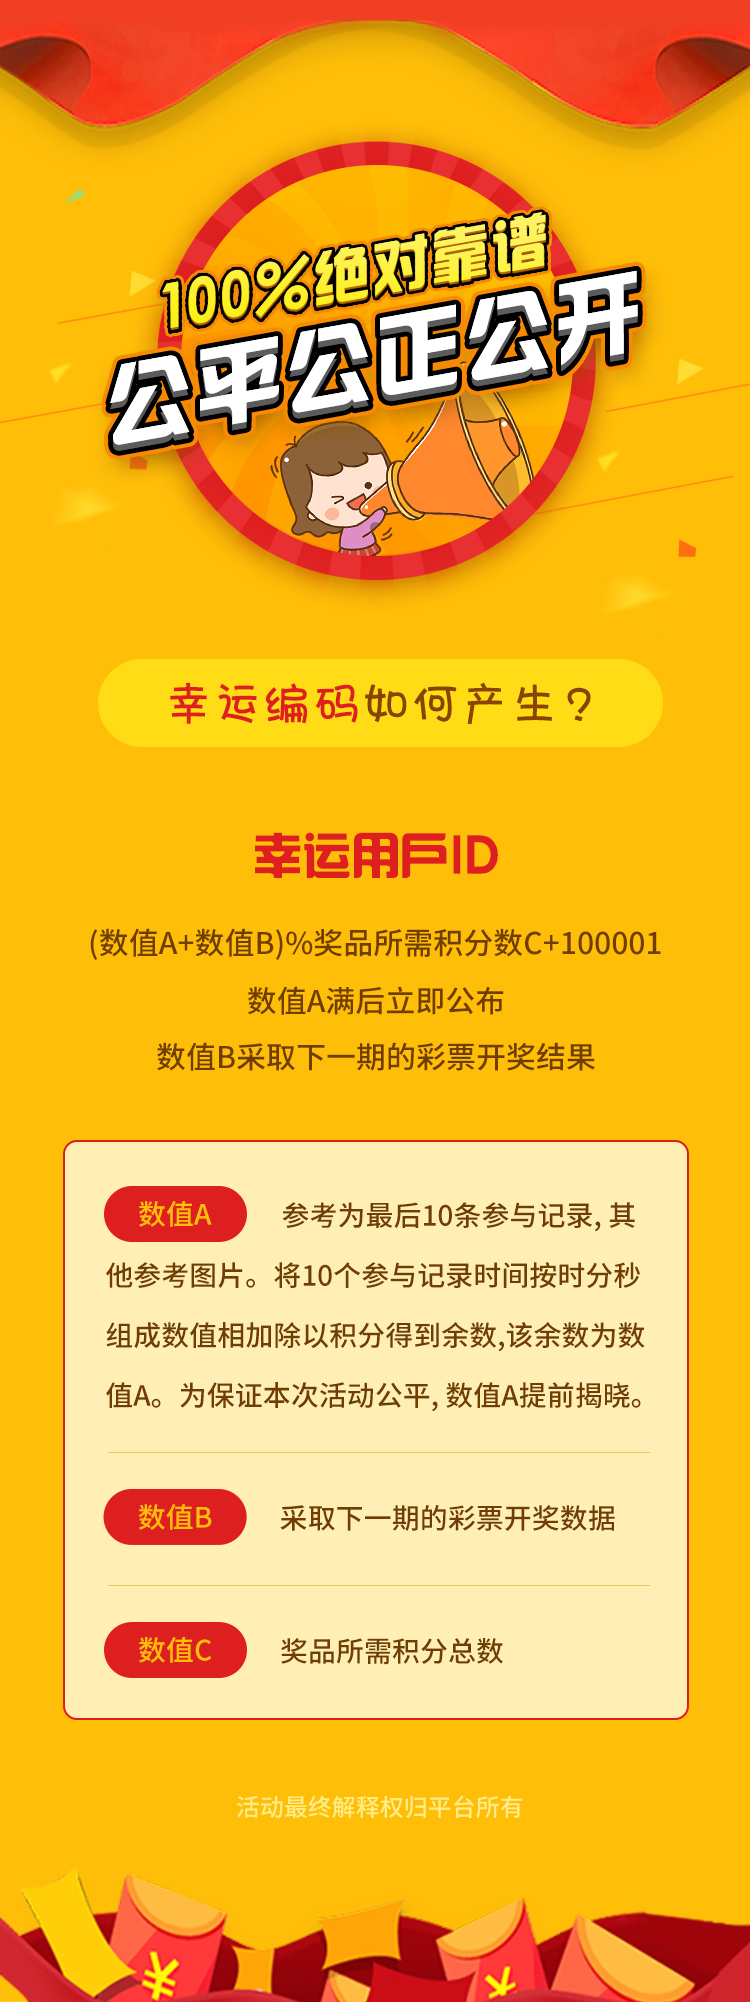 100%绝对靠谱
公平公正公开
幸运编码如何产生?
幸运用戶ID
(数值A+数值B)%奖品所需积分数C+100001
数值A满后立即公布
数值B采取下一期的彩票开奖结果
数值A 参考为最后10条参与记录, 其
他参考图片。将10个参与记录时间按时分秒
组成数值相加除以积分得到余数,该余数为数
值A。为保证本次活动公平, 数值A提前揭晓。
数值B 采取下一期的彩票开奖数据
数值C 奖品所需积分总数
活动最终解释权归平台所有
¥
¥